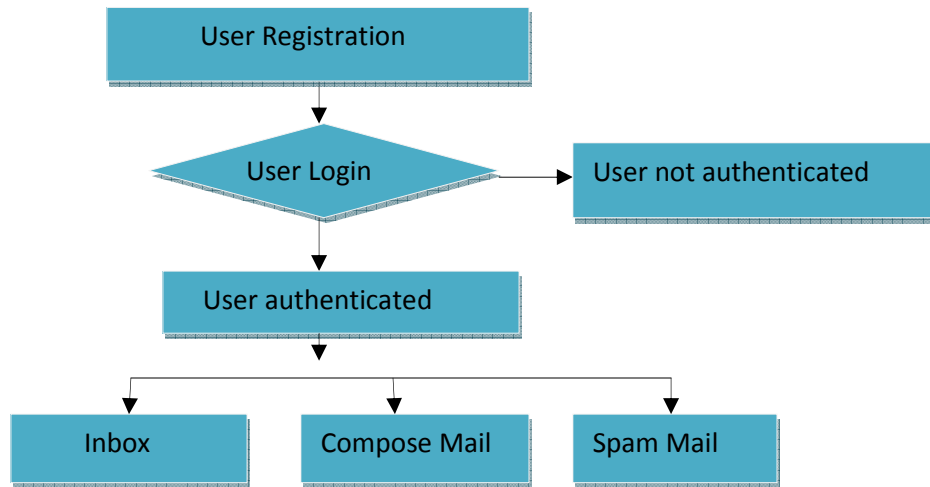 User Registration
User Login
User not authenticated
User authenticated
Inbox
Compose Mail
Spam Mail